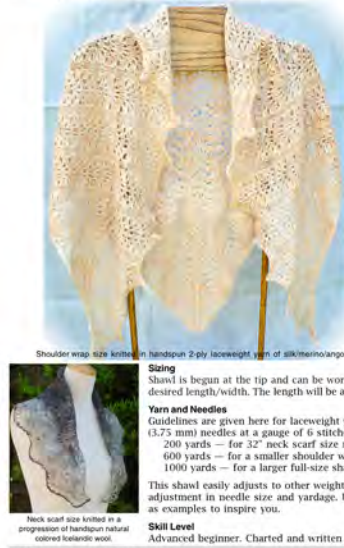 Shoulder wrap size knitted in handspun 2-ply laceweight yarn of silk/merino/ango
Sizing
Shawl is begun at the tip and can be wor
desired length/width. The length will be a
Yarn and Needles
Guidelines are given here for laceweight
(3.75 mm) needles at a gauge of 6 stitch
200 yards — for 32" neck scarf size
600 yards — for a smaller shoulder w
1000 yards — for a larger full-size sha
This shawl easily adjusts to other weight
adjustment in needle size and yardage.
as examples to inspire you.
Neck scarf size knitted in a
progression of handspun natural
colored Icelandic wool.
Skill Level
Advanced beginner. Charted and written